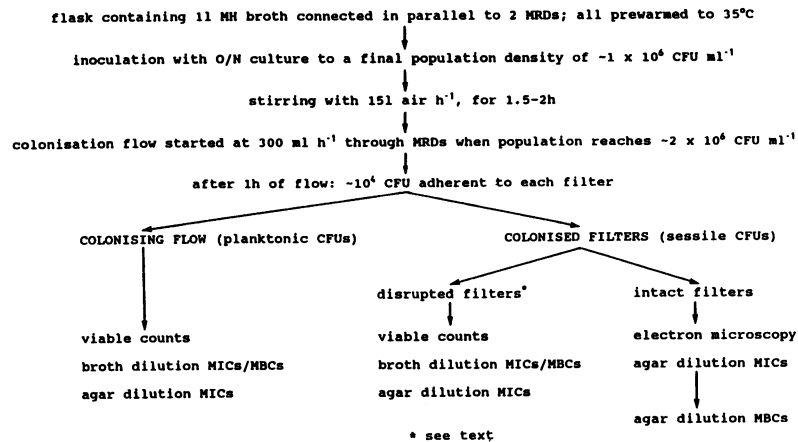 flask containing 1l MH broth connected in parallel to 2 MRDs; all prewarmed to 35°C
inoculation with O/N culture to a final population density of ~1 x 10⁶ CFU ml⁻¹
stirring with 15l air h⁻¹, for 1.5-2h
colonisation flow started at 300 ml h⁻¹ through MRDs when population reaches ~2 x 10⁶ CFU ml⁻¹
after 1h of flow: ~10⁴ CFU adherent to each filter
COLONISING FLOW (planktonic CFUs)
COLONISED FILTERS (sessile CFUs)
disrupted filters*
intact filters
viable counts
viable counts
electron microscopy
broth dilution MICs/MBCs
broth dilution MICs/MBCs
agar dilution MICs
agar dilution MICs
agar dilution MICs
agar dilution MBCs
* see text